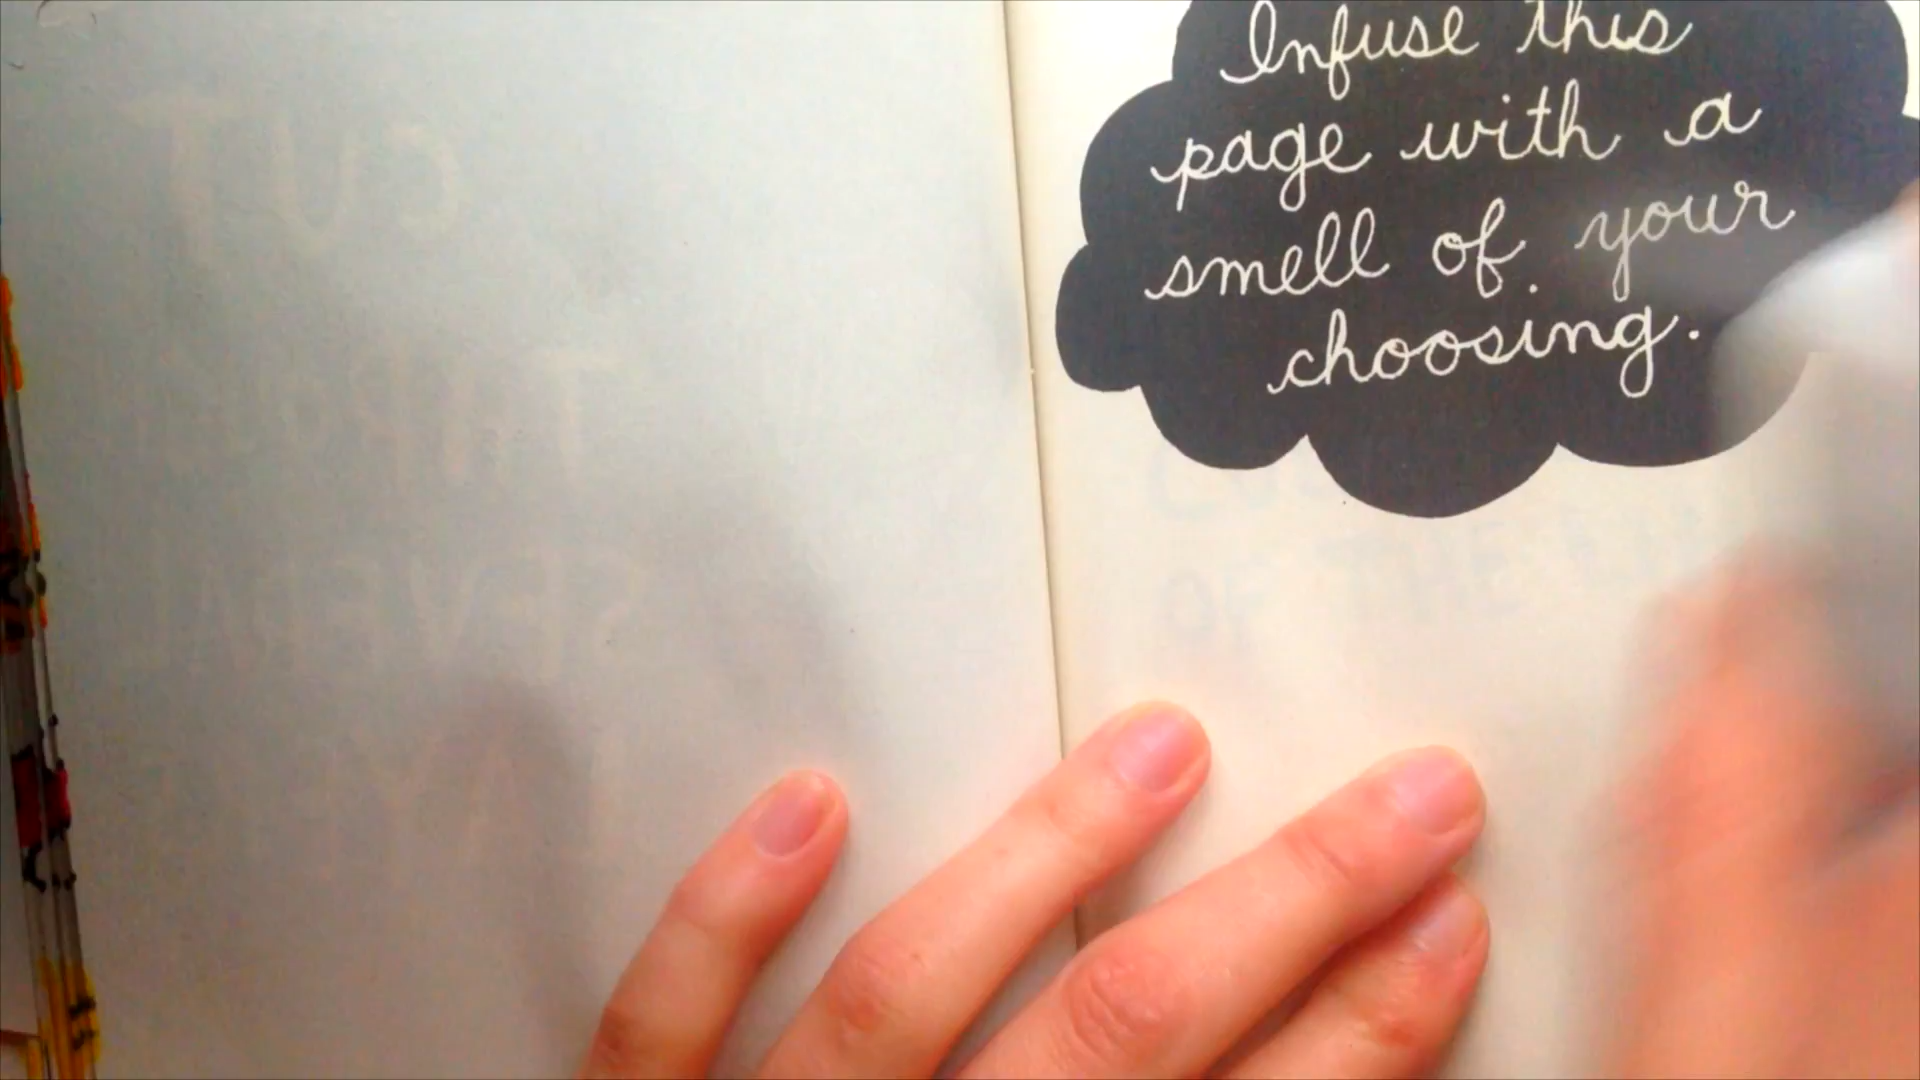 Infuse this
page with a
smell of your
choosing.